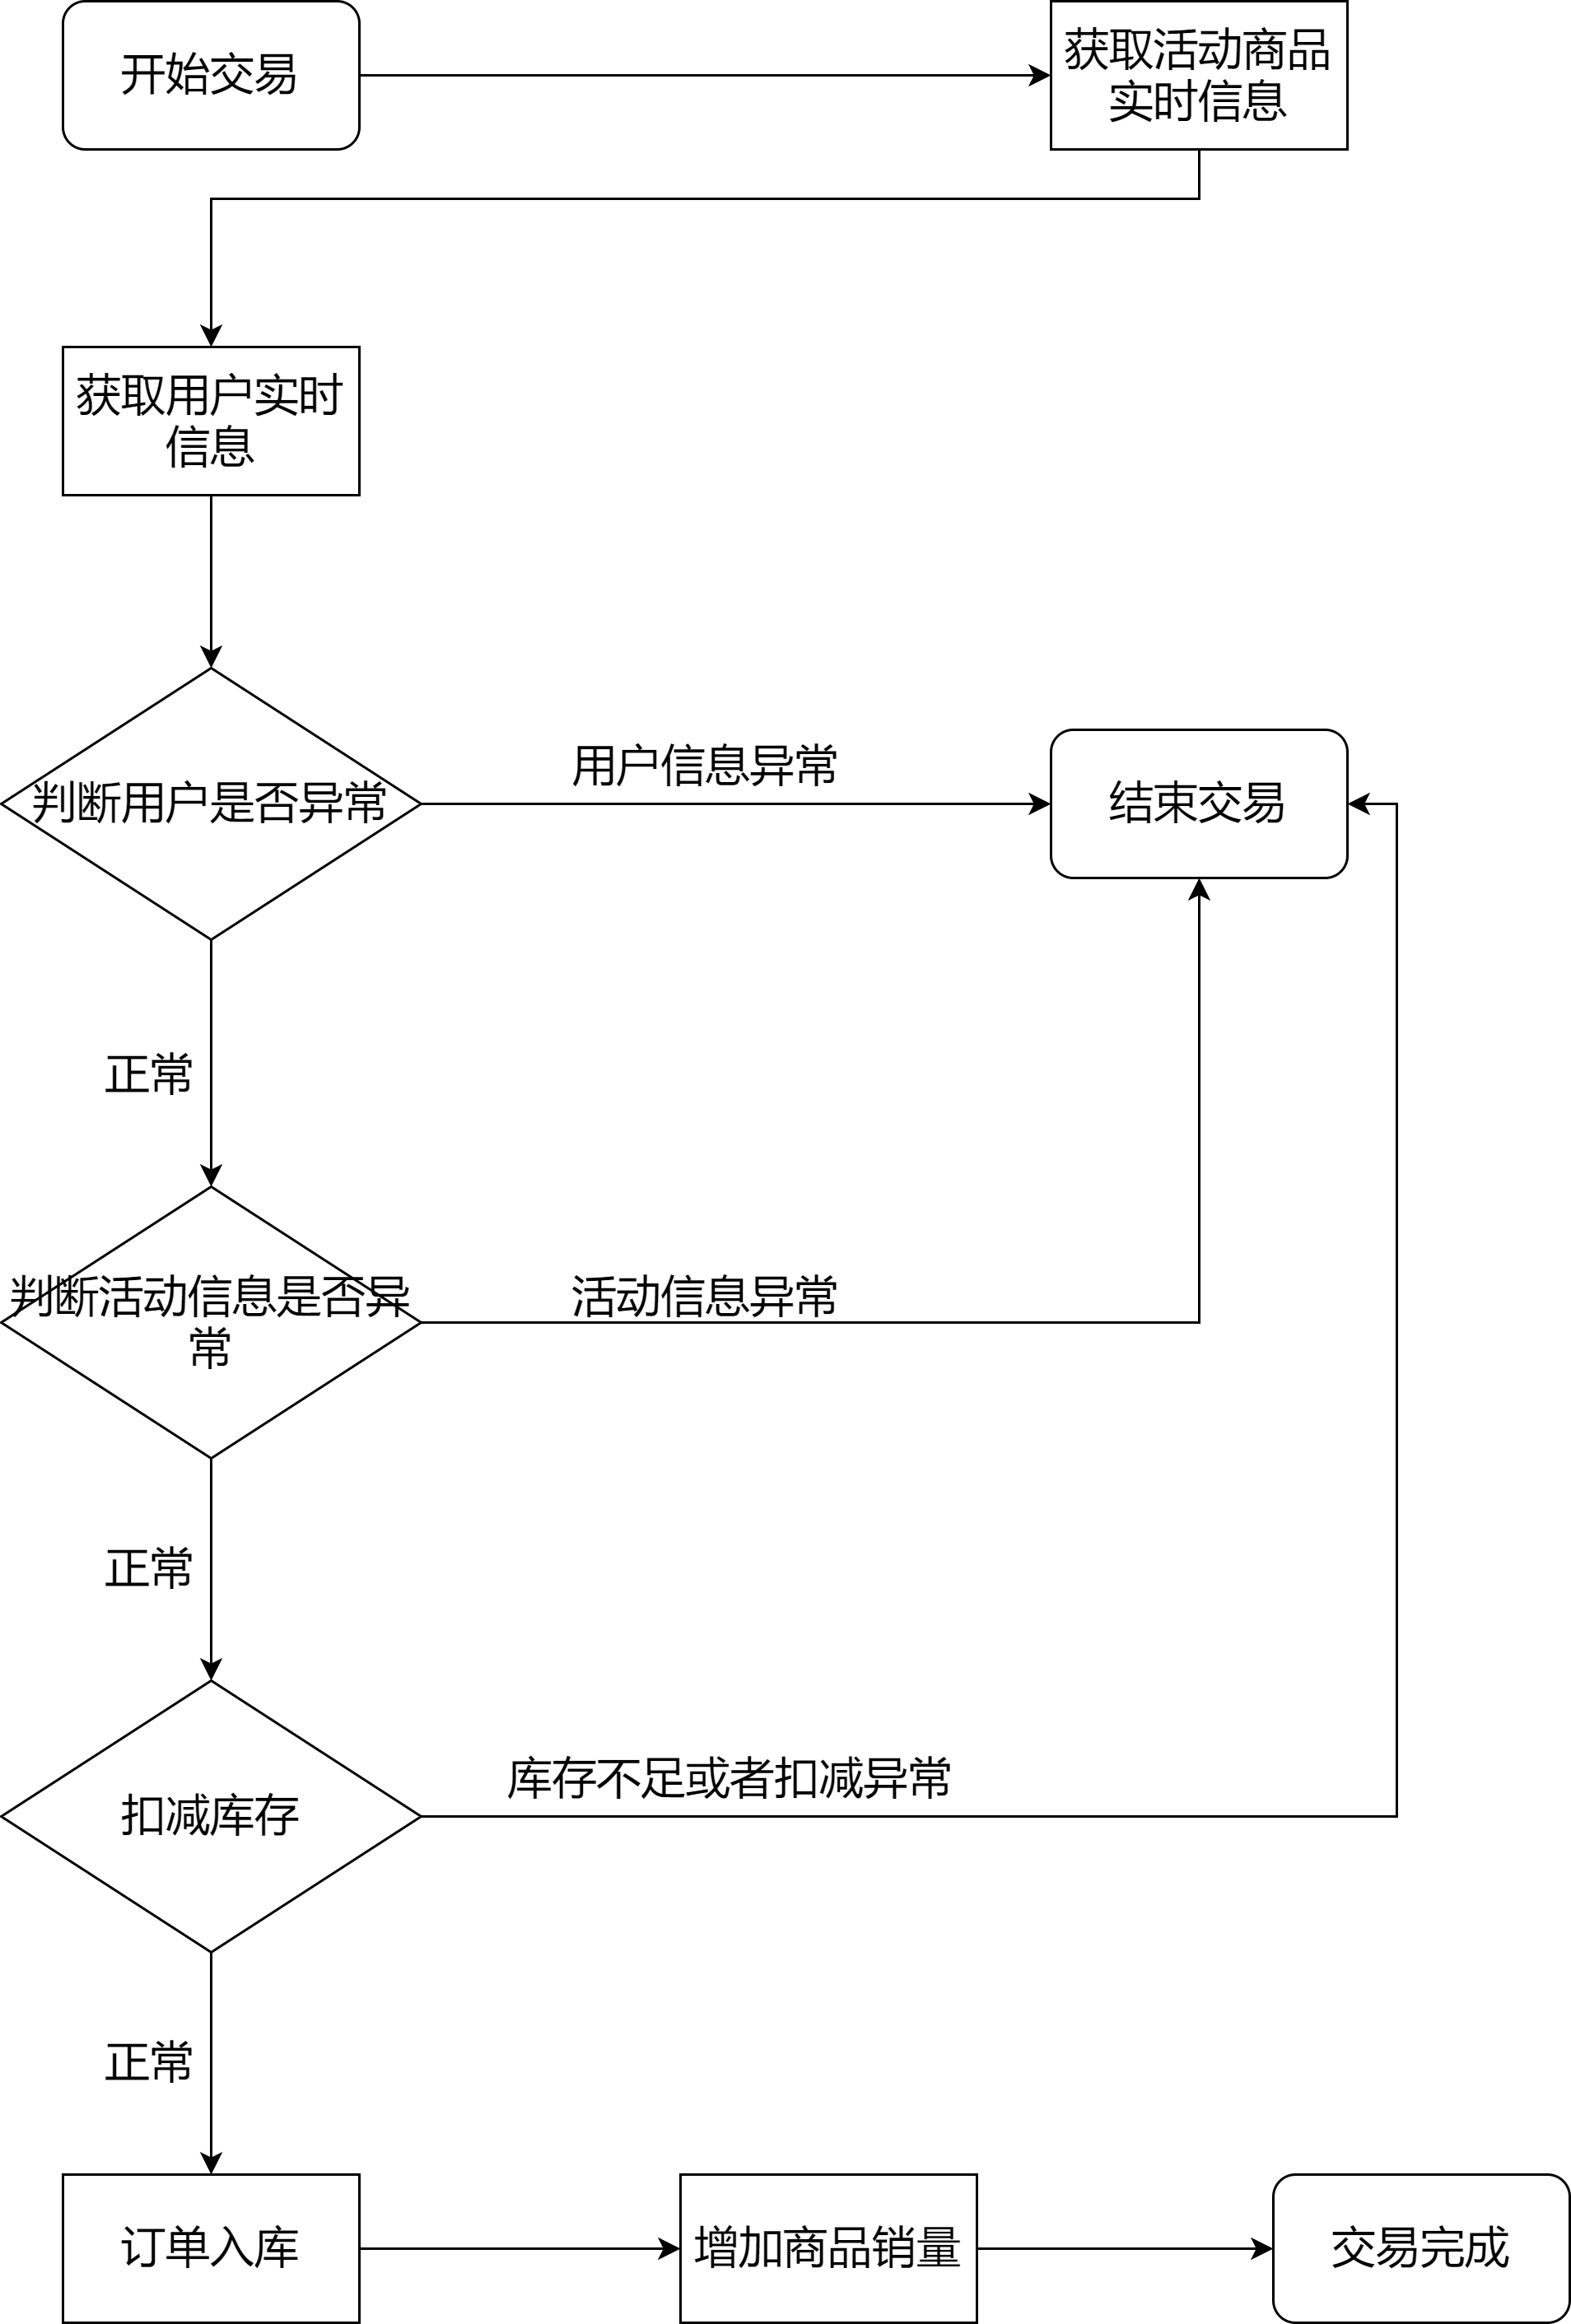 开始交易
获取活动商品
实时信息
获取用户实时
信息
判断用户是否异常
用户信息异常
结束交易
正常
判断活动信息是否异
常
活动信息异常
正常
扣减库存
库存不足或者扣减异常
正常
订单入库
增加商品销量
交易完成